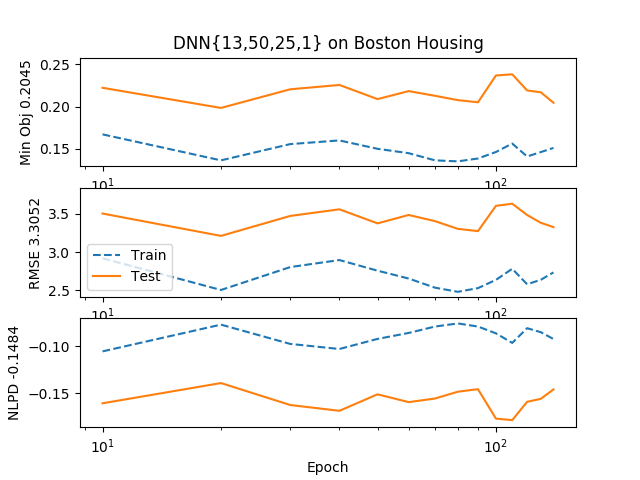 DNN{13,50,25,1} on Boston Housing
Min Obj 0.2045
0.25
0.20
0.15
10¹
10²
RMSE 3.3052
3.5
3.0
2.5
Train
Test
10¹
10²
NLPD -0.1484
−0.10
−0.15
10¹
10²
Epoch